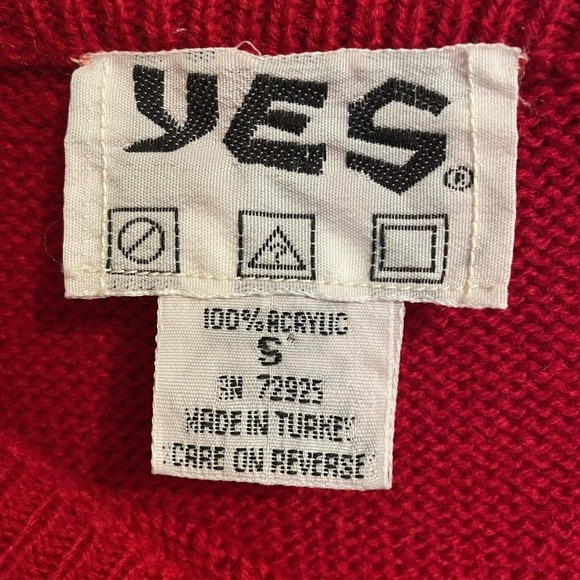 YES®
100% ACRYLIC
S
RN 72925
MADE IN TURKEY
CARE ON REVERSE